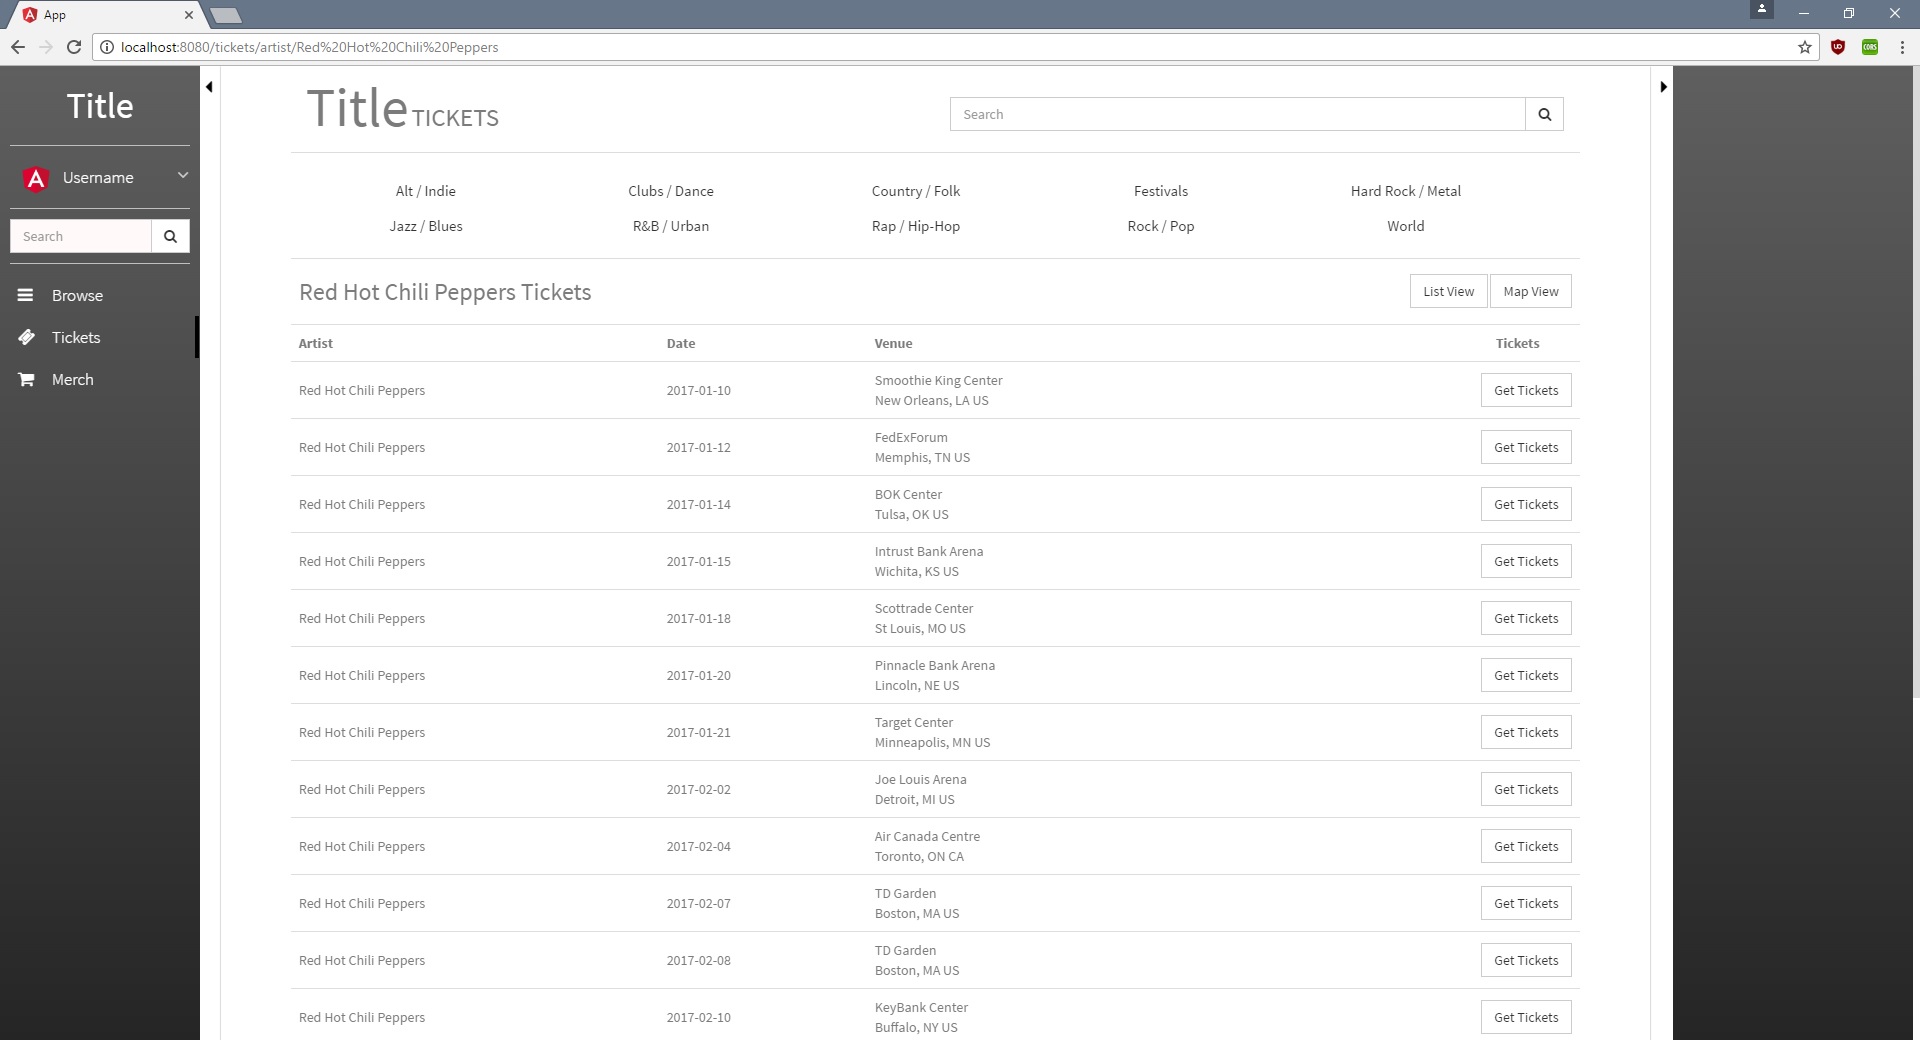 App
localhost:8080/tickets/artist/Red%20Hot%20Chili%20Peppers
Title
Username
Search
Browse
Tickets
Merch
Title TICKETS
Search
Alt / Indie Clubs / Dance Country / Folk Festivals Hard Rock / Metal
Jazz / Blues R&B / Urban Rap / Hip-Hop Rock / Pop World
Red Hot Chili Peppers Tickets List View Map View
Artist Date Venue Tickets
Red Hot Chili Peppers 2017-01-10 Smoothie King Center Get Tickets
New Orleans, LA US
Red Hot Chili Peppers 2017-01-12 FedExForum Get Tickets
Memphis, TN US
Red Hot Chili Peppers 2017-01-14 BOK Center Get Tickets
Tulsa, OK US
Red Hot Chili Peppers 2017-01-15 Intrust Bank Arena Get Tickets
Wichita, KS US
Red Hot Chili Peppers 2017-01-18 Scottrade Center Get Tickets
St Louis, MO US
Red Hot Chili Peppers 2017-01-20 Pinnacle Bank Arena Get Tickets
Lincoln, NE US
Red Hot Chili Peppers 2017-01-21 Target Center Get Tickets
Minneapolis, MN US
Red Hot Chili Peppers 2017-02-02 Joe Louis Arena Get Tickets
Detroit, MI US
Red Hot Chili Peppers 2017-02-04 Air Canada Centre Get Tickets
Toronto, ON CA
Red Hot Chili Peppers 2017-02-07 TD Garden Get Tickets
Boston, MA US
Red Hot Chili Peppers 2017-02-08 TD Garden Get Tickets
Boston, MA US
Red Hot Chili Peppers 2017-02-10 KeyBank Center Get Tickets
Buffalo, NY US